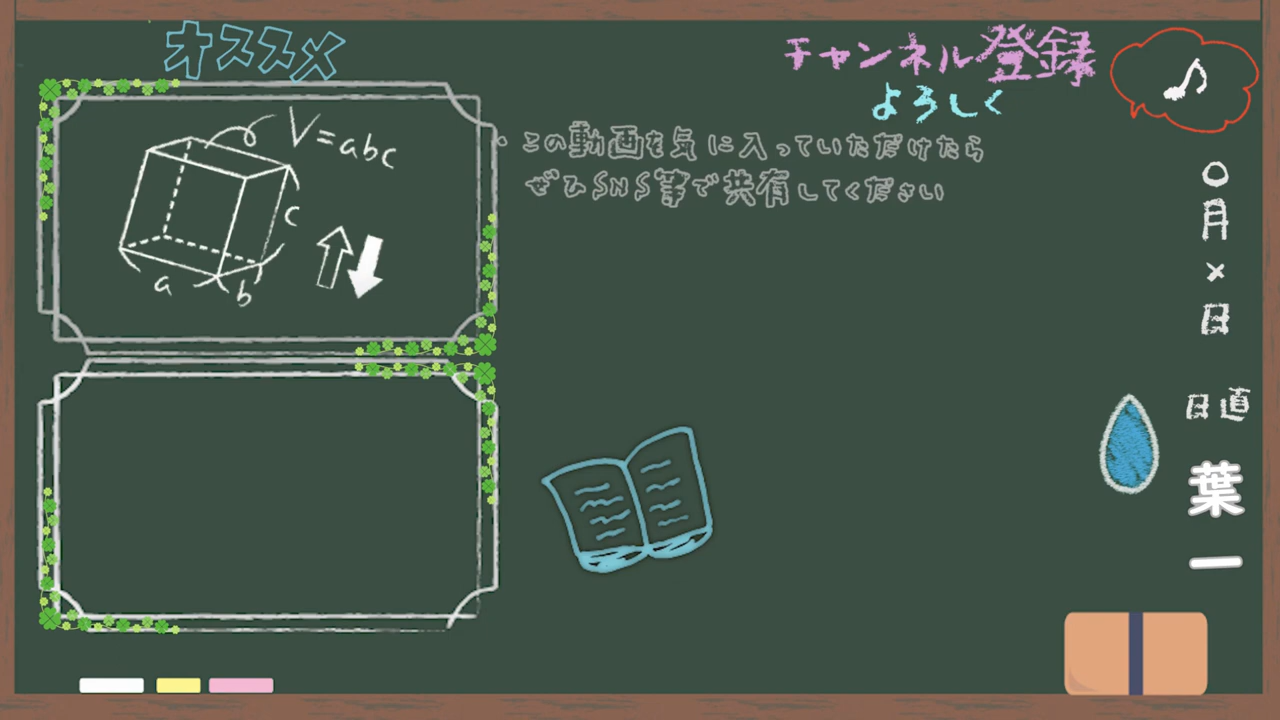 オススメ
チャンネル登録
よろしく
V=abc
・この動画を気に入っていただけたら
ぜひSNS等で共有してください
c
a
b
○月×日
日直
葉一